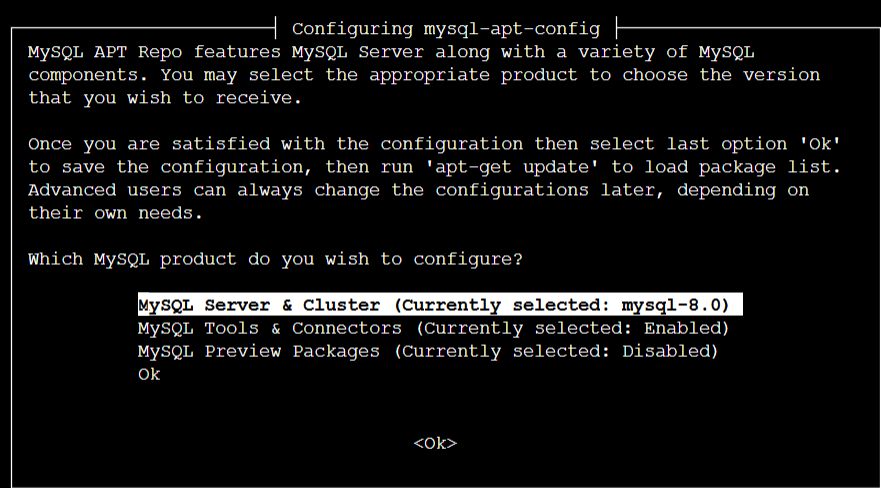 Configuring mysql-apt-config
MySQL APT Repo features MySQL Server along with a variety of MySQL
components. You may select the appropriate product to choose the version
that you wish to receive.
Once you are satisfied with the configuration then select last option 'Ok'
to save the configuration, then run 'apt-get update' to load package list.
Advanced users can always change the configurations later, depending on
their own needs.
Which MySQL product do you wish to configure?
MySQL Server & Cluster (Currently selected: mysql-8.0)
MySQL Tools & Connectors (Currently selected: Enabled)
MySQL Preview Packages (Currently selected: Disabled)
Ok
<Ok>